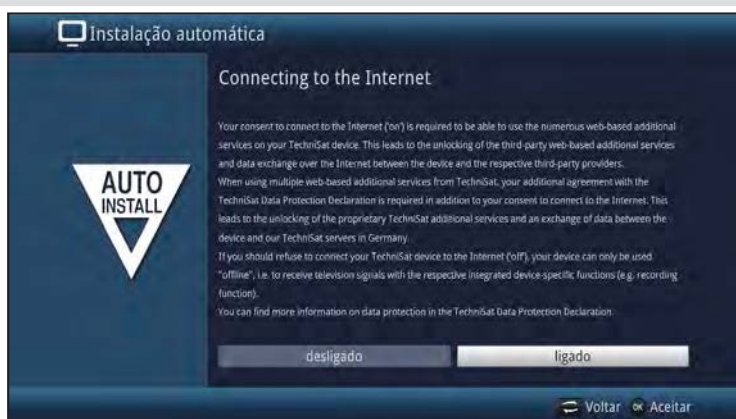 Instalação automática
Connecting to the Internet
Your consent to connect to the Internet ('on') is required to be able to use the numerous web-based additional
services on your TechniSat device. This leads to the unlocking of the third-party web-based additional services
and data exchange over the Internet between the device and the respective third-party providers.
When using multiple web-based additional services from TechniSat, your additional agreement with the
TechniSat Data Protection Declaration is required in addition to your consent to connect to the Internet. This
leads to the unlocking of the proprietary TechniSat additional services and an exchange of data between the
device and our TechniSat servers in Germany.
If you should refuse to connect your TechniSat device to the Internet ('off'), your device can only be used
"offline", i.e. to receive television signals with the respective integrated device-specific functions (e.g. recording
function).
You can find more information on data protection in the TechniSat Data Protection Declaration.
AUTO
INSTALL
desligado ligado
Voltar OK Aceitar